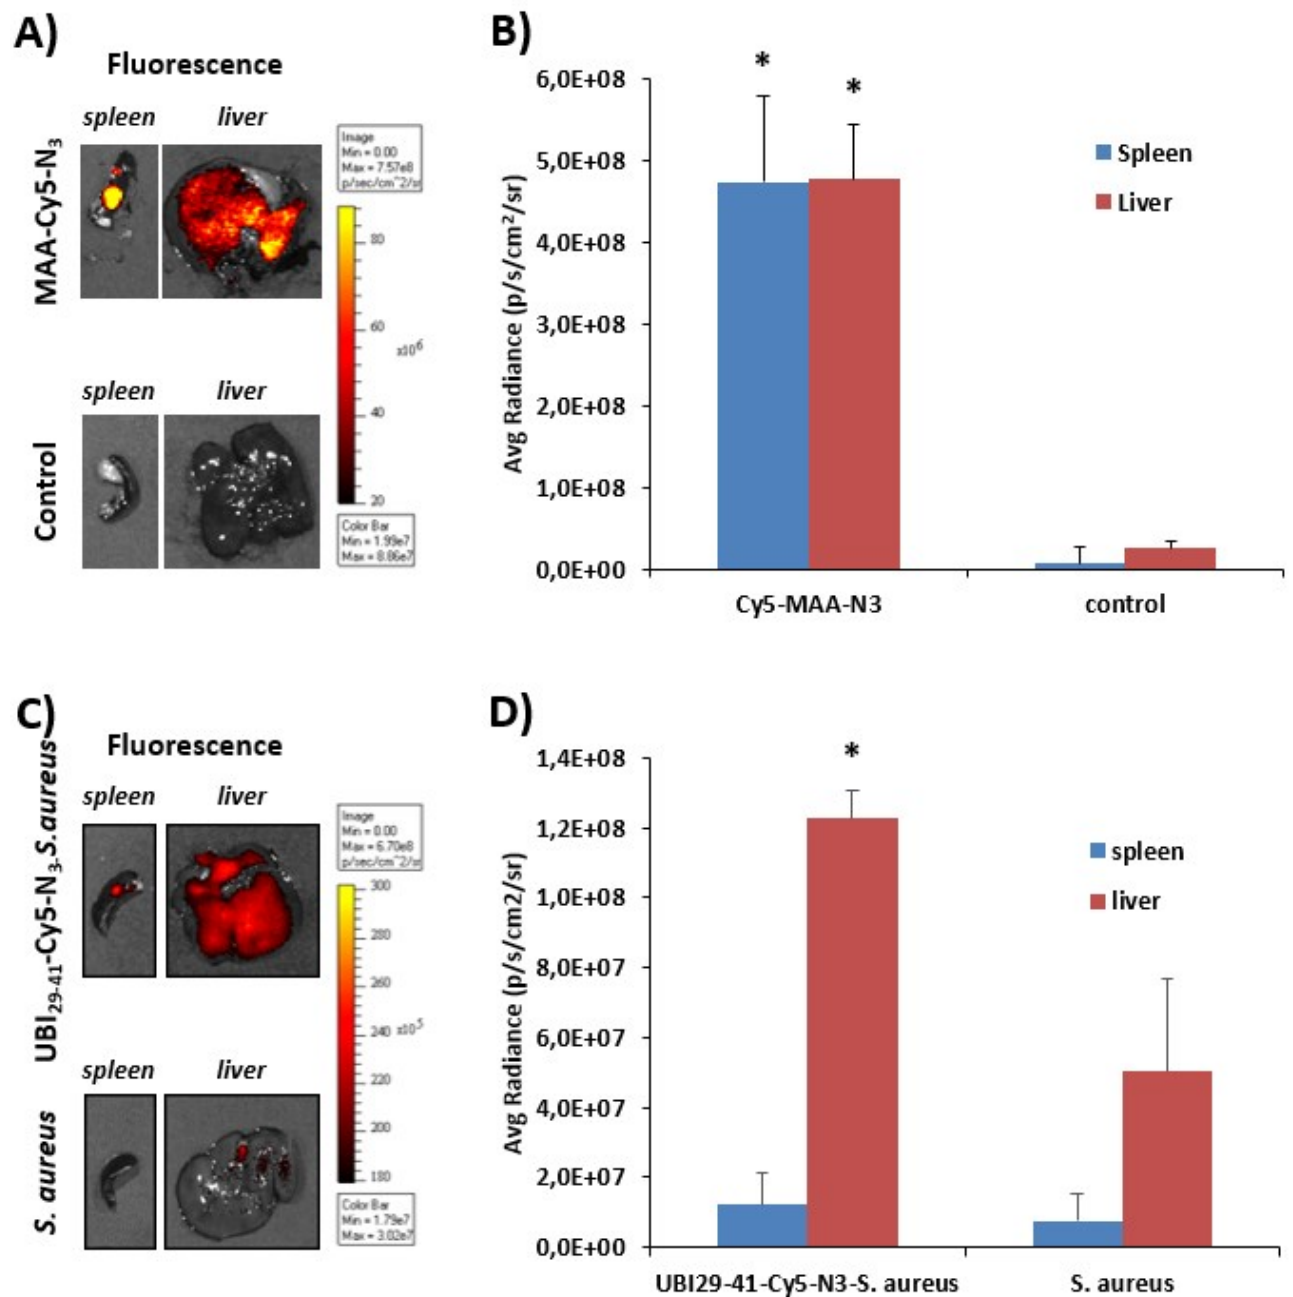 A)
Fluorescence
spleen liver
MAA-Cy5-N3
Image
Min = 0.00
Max = 7.57e8
p/sec/cm^2/sr
80
60
x10^6
40
20
Color Bar
Min = 1.99e7
Max = 8.86e7
spleen liver
Control
B)
6,0E+08
5,0E+08
4,0E+08
3,0E+08
2,0E+08
1,0E+08
0,0E+00
Avg Radiance (p/s/cm²/sr)
* *
Spleen
Liver
Cy5-MAA-N3 control
C)
Fluorescence
spleen liver
UBI29-41-Cy5-N3-S.aureus
Image
Min = 0.00
Max = 6.70e8
p/sec/cm^2/sr
300
280
260
240 x10^5
220
200
180
Color Bar
Min = 1.79e7
Max = 3.02e7
spleen liver
S. aureus
D)
1,4E+08
1,2E+08
1,0E+08
8,0E+07
6,0E+07
4,0E+07
2,0E+07
0,0E+00
Avg Radiance (p/s/cm2/sr)
*
spleen
liver
UBI29-41-Cy5-N3-S. aureus S. aureus